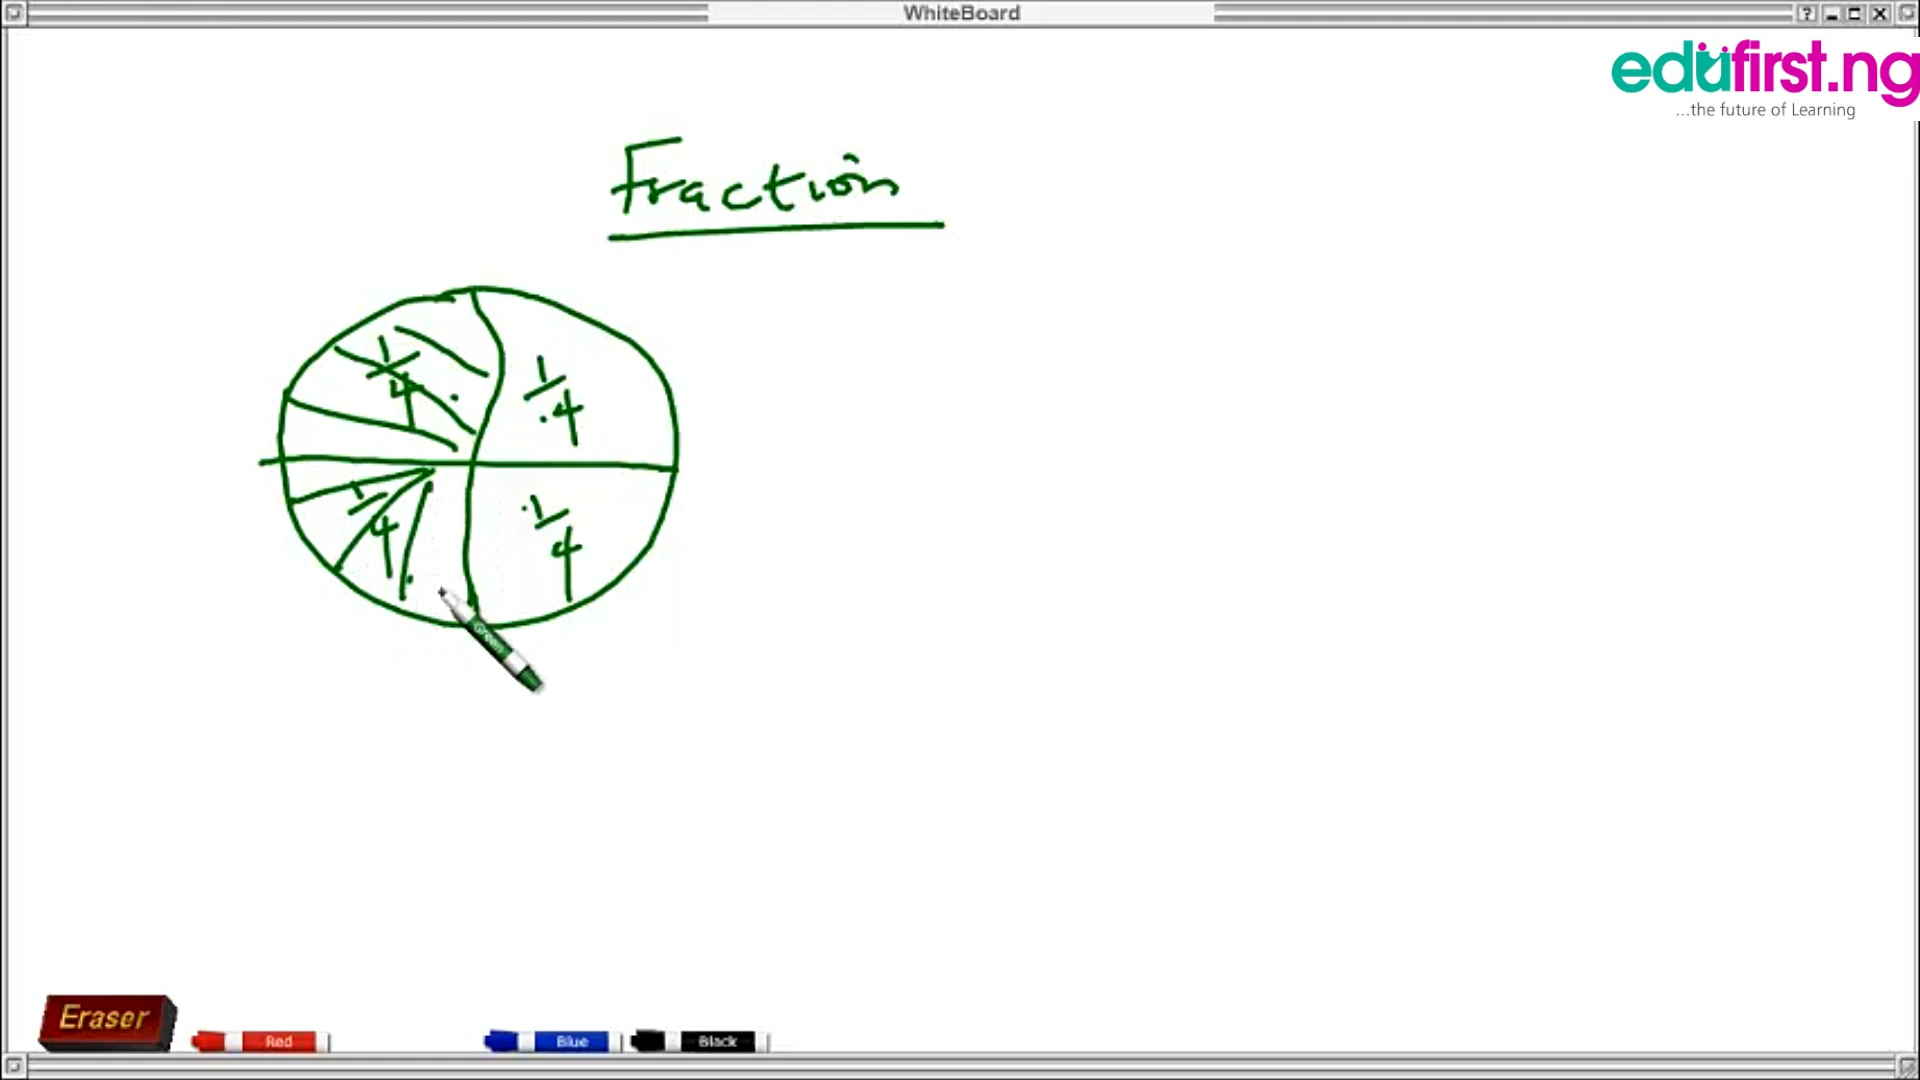 WhiteBoard
edufirst.ng
...the future of Learning
Fraction
1/4 1/4
1/4 1/4
Green
Eraser
Red
Blue
Black